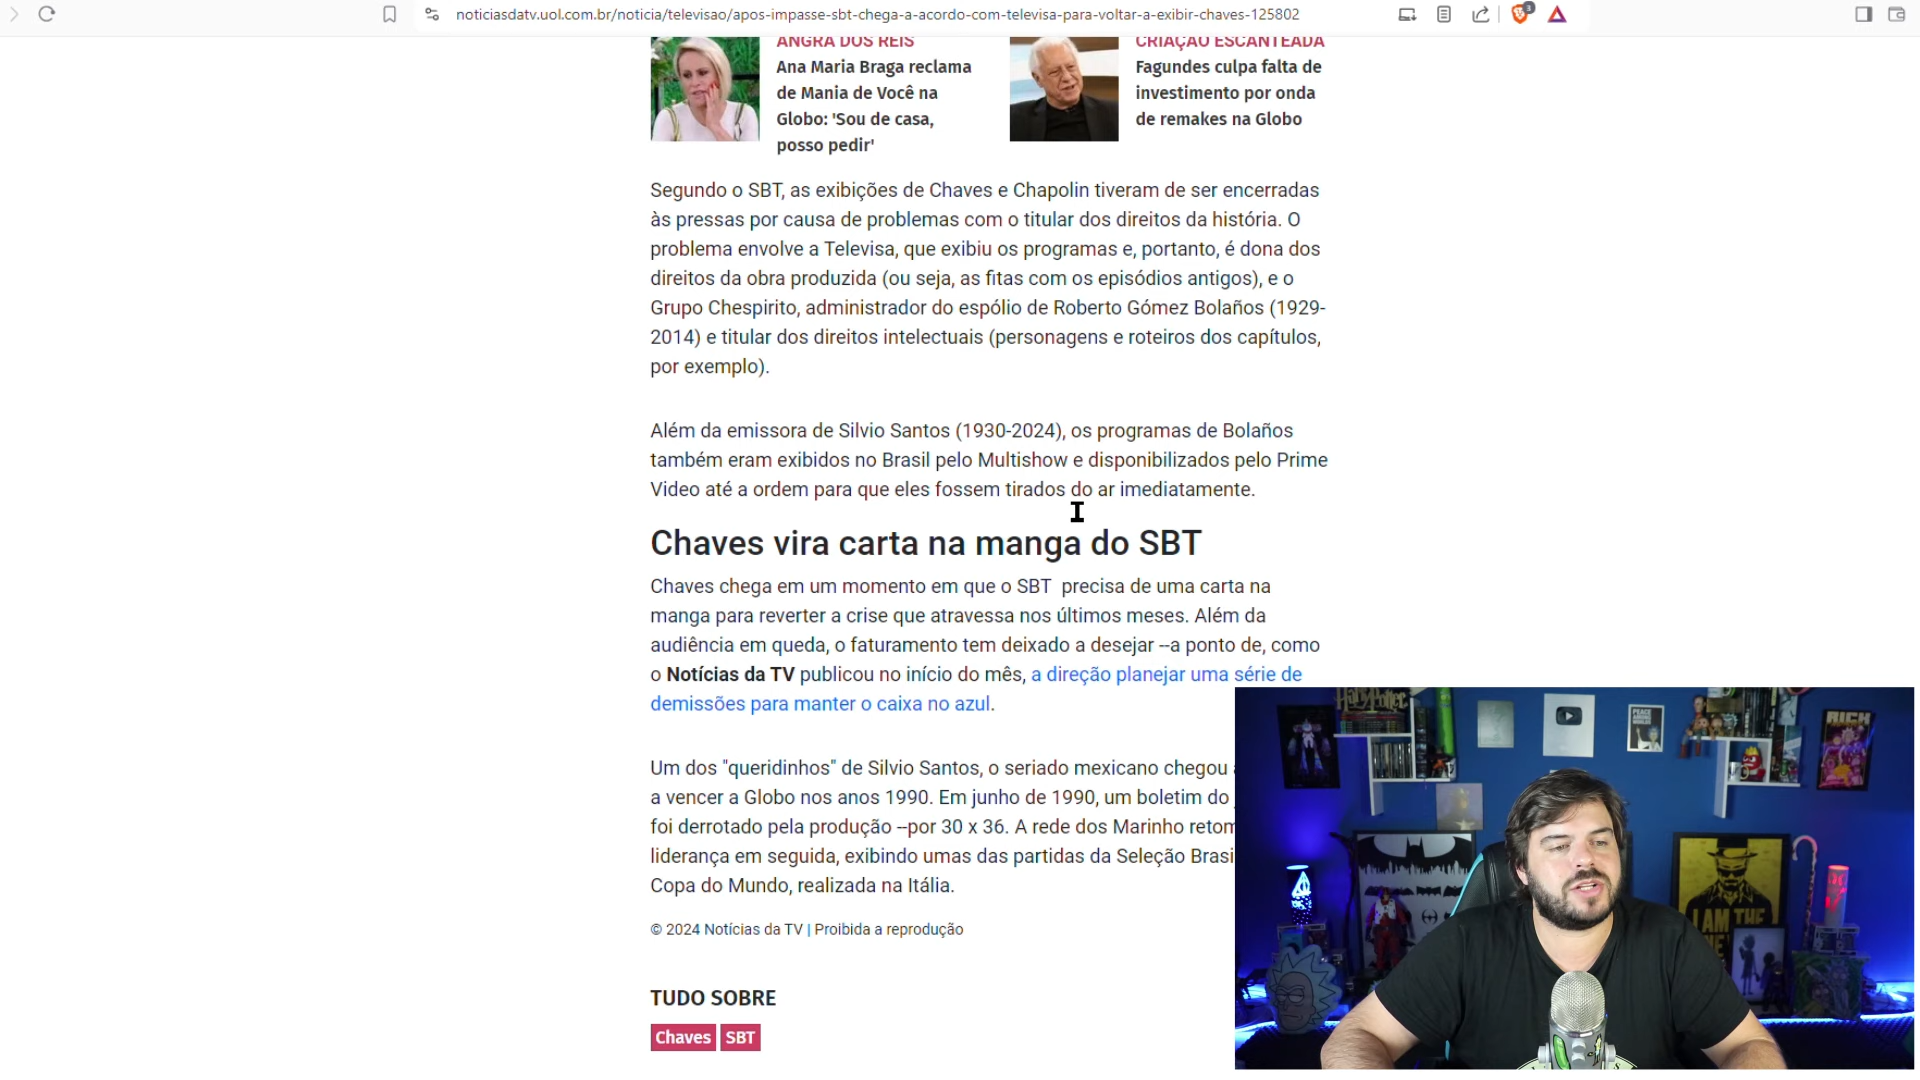 noticiasdatv.uol.com.br/noticia/televisao/apos-impasse-sbt-chega-a-acordo-com-televisa-para-voltar-a-exibir-chaves-125802
3
ANGRA DOS REIS
Ana Maria Braga reclama
de Mania de Você na
Globo: 'Sou de casa,
posso pedir'
CRIAÇÃO ESCANTEADA
Fagundes culpa falta de
investimento por onda
de remakes na Globo
Segundo o SBT, as exibições de Chaves e Chapolin tiveram de ser encerradas
às pressas por causa de problemas com o titular dos direitos da história. O
problema envolve a Televisa, que exibiu os programas e, portanto, é dona dos
direitos da obra produzida (ou seja, as fitas com os episódios antigos), e o
Grupo Chespirito, administrador do espólio de Roberto Gómez Bolaños (1929-
2014) e titular dos direitos intelectuais (personagens e roteiros dos capítulos,
por exemplo).
Além da emissora de Silvio Santos (1930-2024), os programas de Bolaños
também eram exibidos no Brasil pelo Multishow e disponibilizados pelo Prime
Video até a ordem para que eles fossem tirados do ar imediatamente.
Chaves vira carta na manga do SBT
Chaves chega em um momento em que o SBT precisa de uma carta na
manga para reverter a crise que atravessa nos últimos meses. Além da
audiência em queda, o faturamento tem deixado a desejar --a ponto de, como
o Notícias da TV publicou no início do mês, a direção planejar uma série de
demissões para manter o caixa no azul.
Um dos "queridinhos" de Silvio Santos, o seriado mexicano chegou
a vencer a Globo nos anos 1990. Em junho de 1990, um boletim do
foi derrotado pela produção --por 30 x 36. A rede dos Marinho retom
liderança em seguida, exibindo umas das partidas da Seleção Brasi
Copa do Mundo, realizada na Itália.
© 2024 Notícias da TV | Proibida a reprodução
TUDO SOBRE
Chaves SBT
Harry Potter
PEACE
RICK
I AM THE